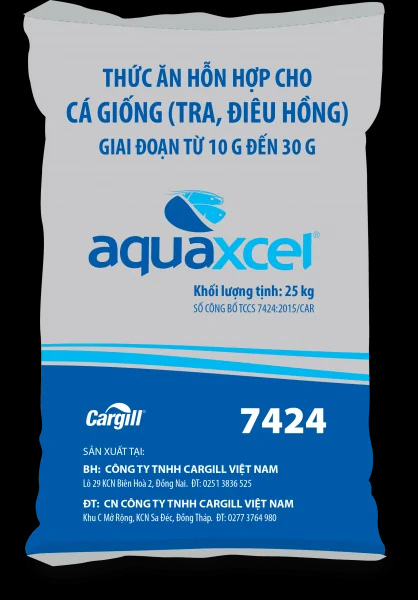 THỨC ĂN HỖN HỢP CHO
CÁ GIỐNG (TRA, ĐIÊU HỒNG)
GIAI ĐOẠN TỪ 10 G ĐẾN 30 G
aquaxcel®
Khối lượng tịnh: 25 kg
SỐ CÔNG BỐ TCCS 7424:2015/CAR
Cargill®
7424
SẢN XUẤT TẠI:
BH: CÔNG TY TNHH CARGILL VIỆT NAM
Lô 29 KCN Biên Hoà 2, Đồng Nai. ĐT: 0251 3836 525
ĐT: CN CÔNG TY TNHH CARGILL VIỆT NAM
Khu C Mở Rộng, KCN Sa Đéc, Đồng Tháp. ĐT: 0277 3764 980